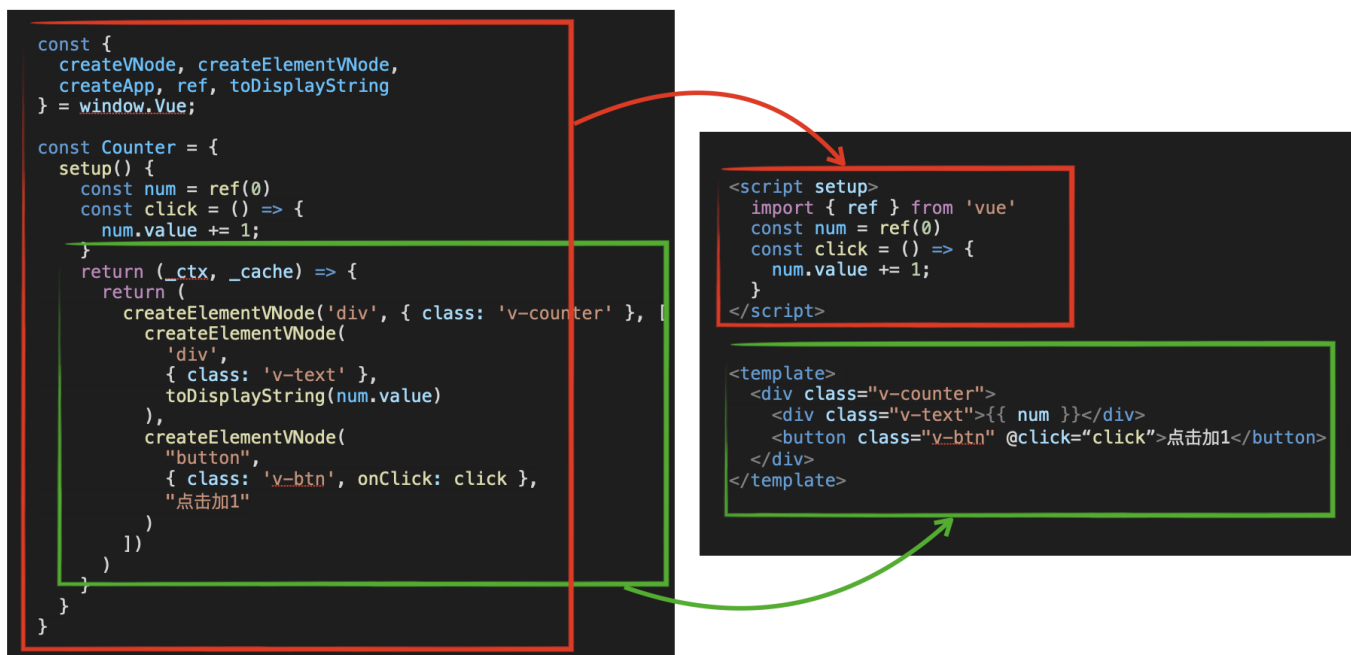 const {
  createVNode, createElementVNode,
  createApp, ref, toDisplayString
} = window.Vue;
const Counter = {
  setup() {
    const num = ref(0)
    const click = () => {
      num.value += 1;
    }
    return (_ctx, _cache) => {
      return (
        createElementVNode('div', { class: 'v-counter' }, [
          createElementVNode(
            'div',
            { class: 'v-text' },
            toDisplayString(num.value)
          ),
          createElementVNode(
            "button",
            { class: 'v-btn', onClick: click },
            "点击加1"
          )
        ])
      )
    }
  }
}
<script setup>
  import { ref } from 'vue'
  const num = ref(0)
  const click = () => {
    num.value += 1;
  }
</script>
<template>
  <div class="v-counter">
    <div class="v-text">{{ num }}</div>
    <button class="v-btn" @click=“click”>点击加1</button>
  </div>
</template>